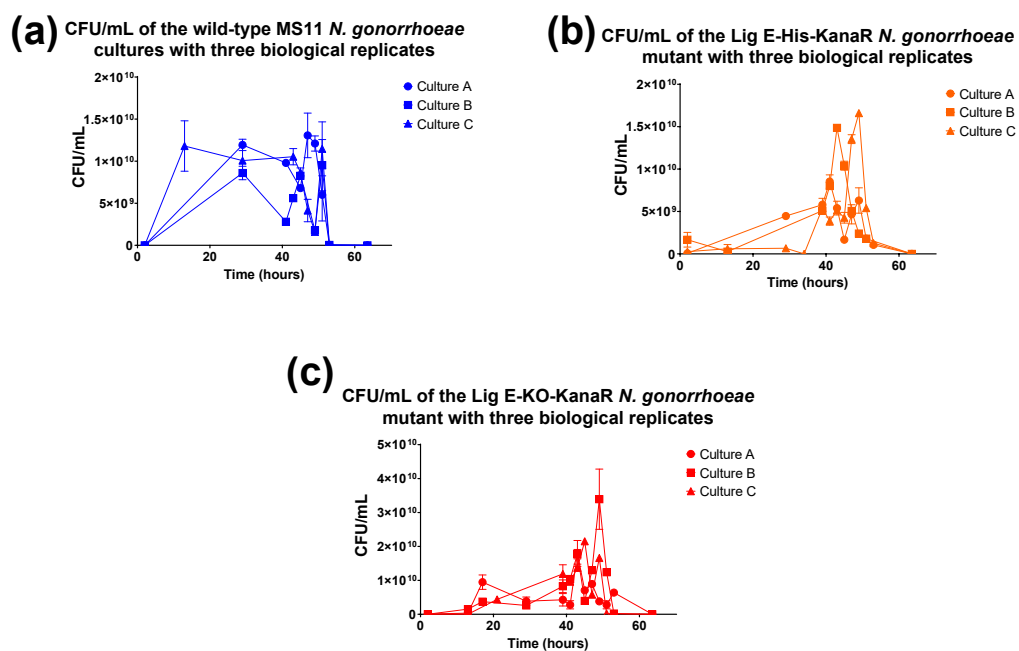 (a)
CFU/mL of the wild-type MS11 N. gonorrhoeae
cultures with three biological replicates
2×10¹⁰
1.5×10¹⁰
1×10¹⁰
5×10⁹
0
CFU/mL
0 20 40 60
Time (hours)
Culture A
Culture B
Culture C
(b)
CFU/mL of the Lig E-His-KanaR N. gonorrhoeae
mutant with three biological replicates
2×10¹⁰
1.5×10¹⁰
1×10¹⁰
5×10⁹
0
CFU/mL
0 20 40 60
Time (hours)
Culture A
Culture B
Culture C
(c)
CFU/mL of the Lig E-KO-KanaR N. gonorrhoeae
mutant with three biological replicates
5×10¹⁰
4×10¹⁰
3×10¹⁰
2×10¹⁰
1×10¹⁰
0
CFU/mL
0 20 40 60
Time (hours)
Culture A
Culture B
Culture C